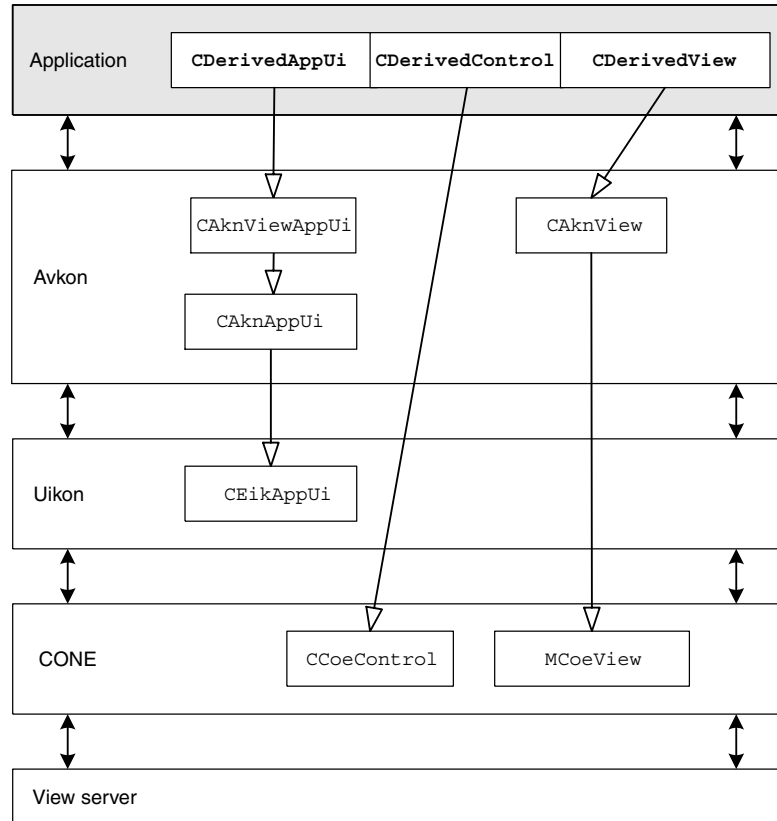 Application
CDerivedAppUi
CDerivedControl
CDerivedView
CAknViewAppUi
CAknView
Avkon
CAknAppUi
Uikon
CEikAppUi
CONE
CCoeControl
MCoeView
View server